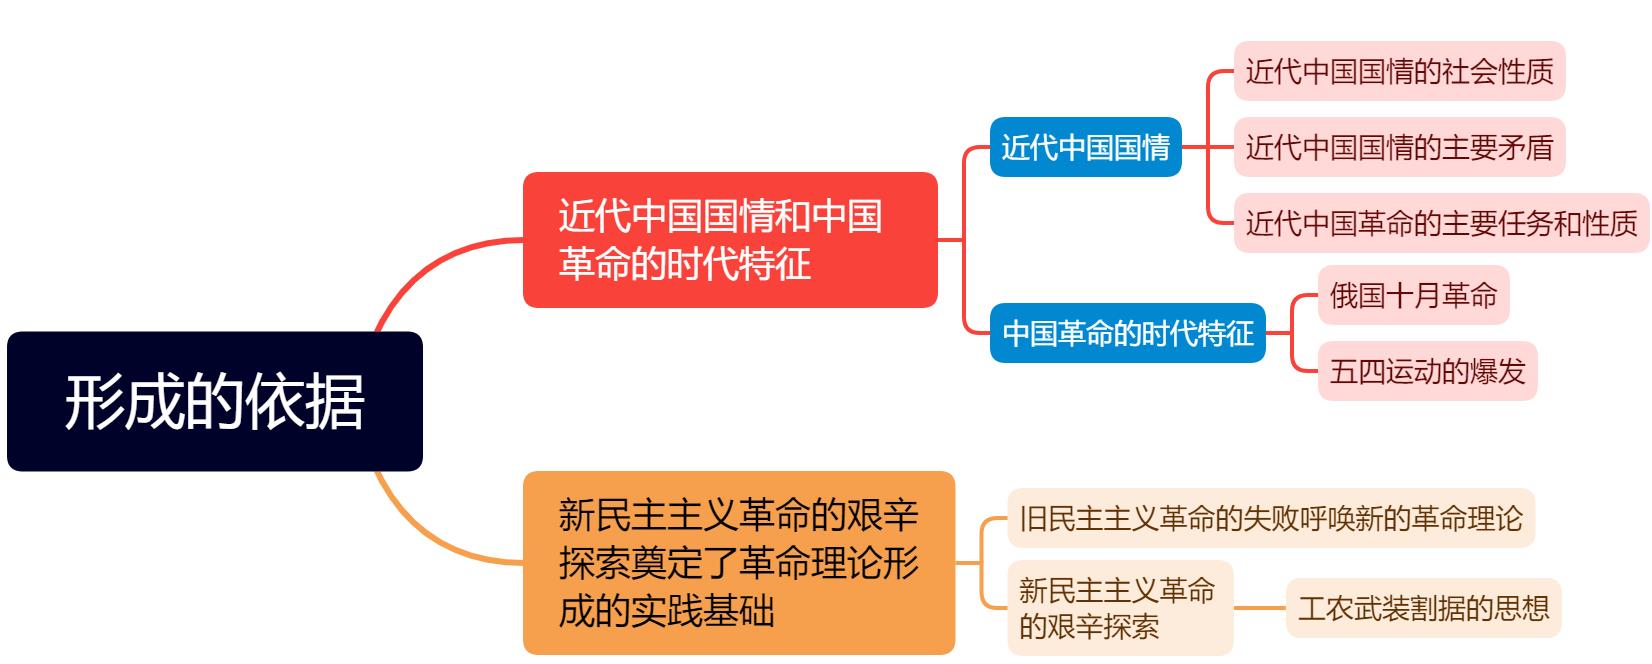 形成的依据
近代中国国情和中国
革命的时代特征
近代中国国情
近代中国国情的社会性质
近代中国国情的主要矛盾
近代中国革命的主要任务和性质
中国革命的时代特征
俄国十月革命
五四运动的爆发
新民主主义革命的艰辛
探索奠定了革命理论形
成的实践基础
旧民主主义革命的失败呼唤新的革命理论
新民主主义革命
的艰辛探索
工农武装割据的思想